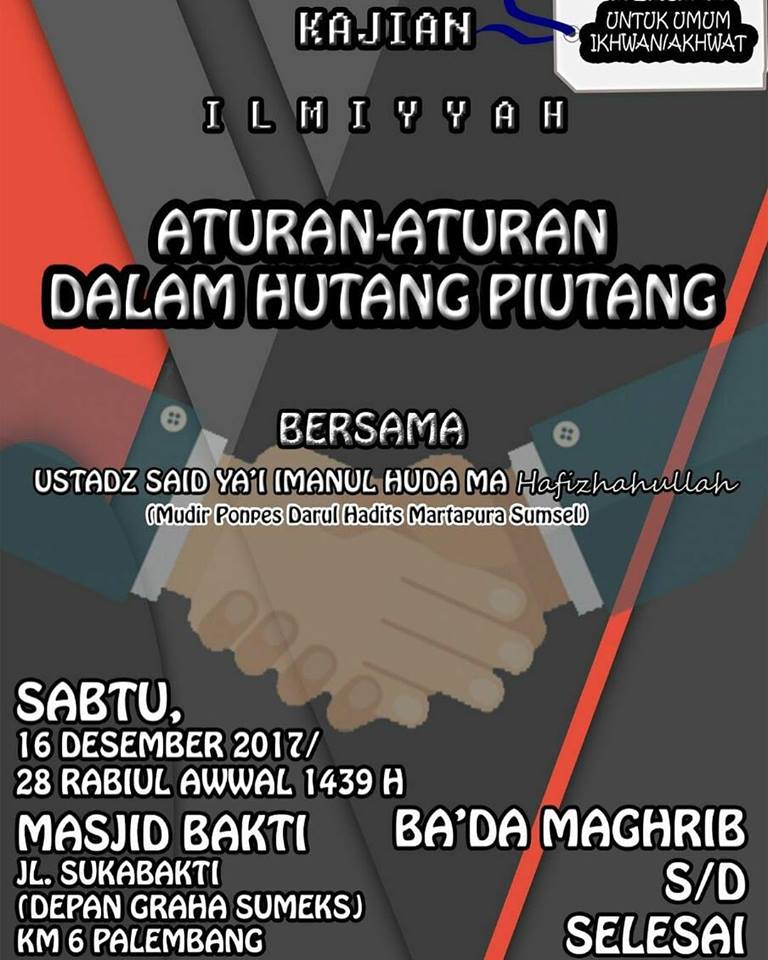 KAJIAN
UNTUK UMUM
IKHWAN/AKHWAT
ILMIYYAH
ATURAN-ATURAN
DALAM HUTANG PIUTANG
BERSAMA
USTADZ SAID YA'I IMANUL HUDA MA Hafizhahullah
(Mudir Ponpes Darul Hadits Martapura Sumsel)
SABTU,
16 DESEMBER 2017/
28 RABIUL AWWAL 1439 H
MASJID BAKTI
JL. SUKABAKTI
(DEPAN GRAHA SUMEKS)
KM 6 PALEMBANG
BA'DA MAGHRIB
S/D
SELESAI